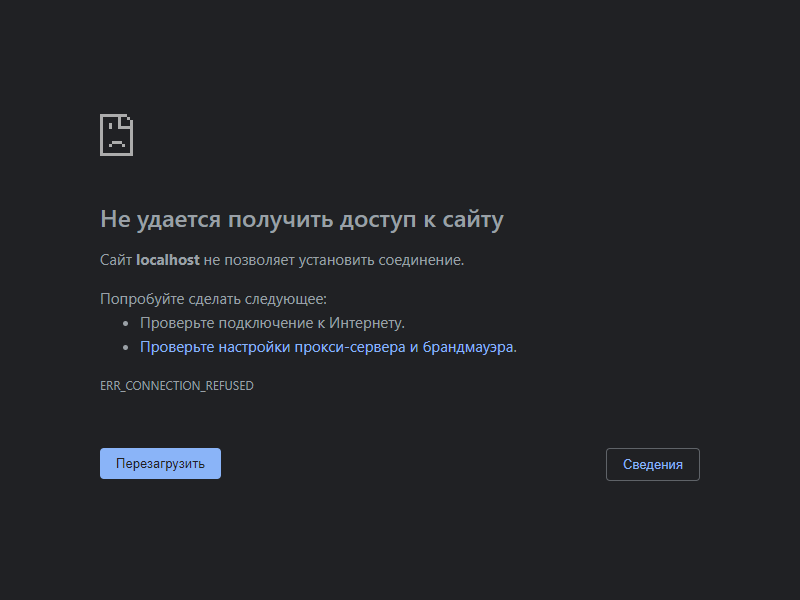 Не удается получить доступ к сайту
Сайт localhost не позволяет установить соединение.
Попробуйте сделать следующее:
Проверьте подключение к Интернету.
Проверьте настройки прокси-сервера и брандмауэра.
ERR_CONNECTION_REFUSED
Перезагрузить
Сведения